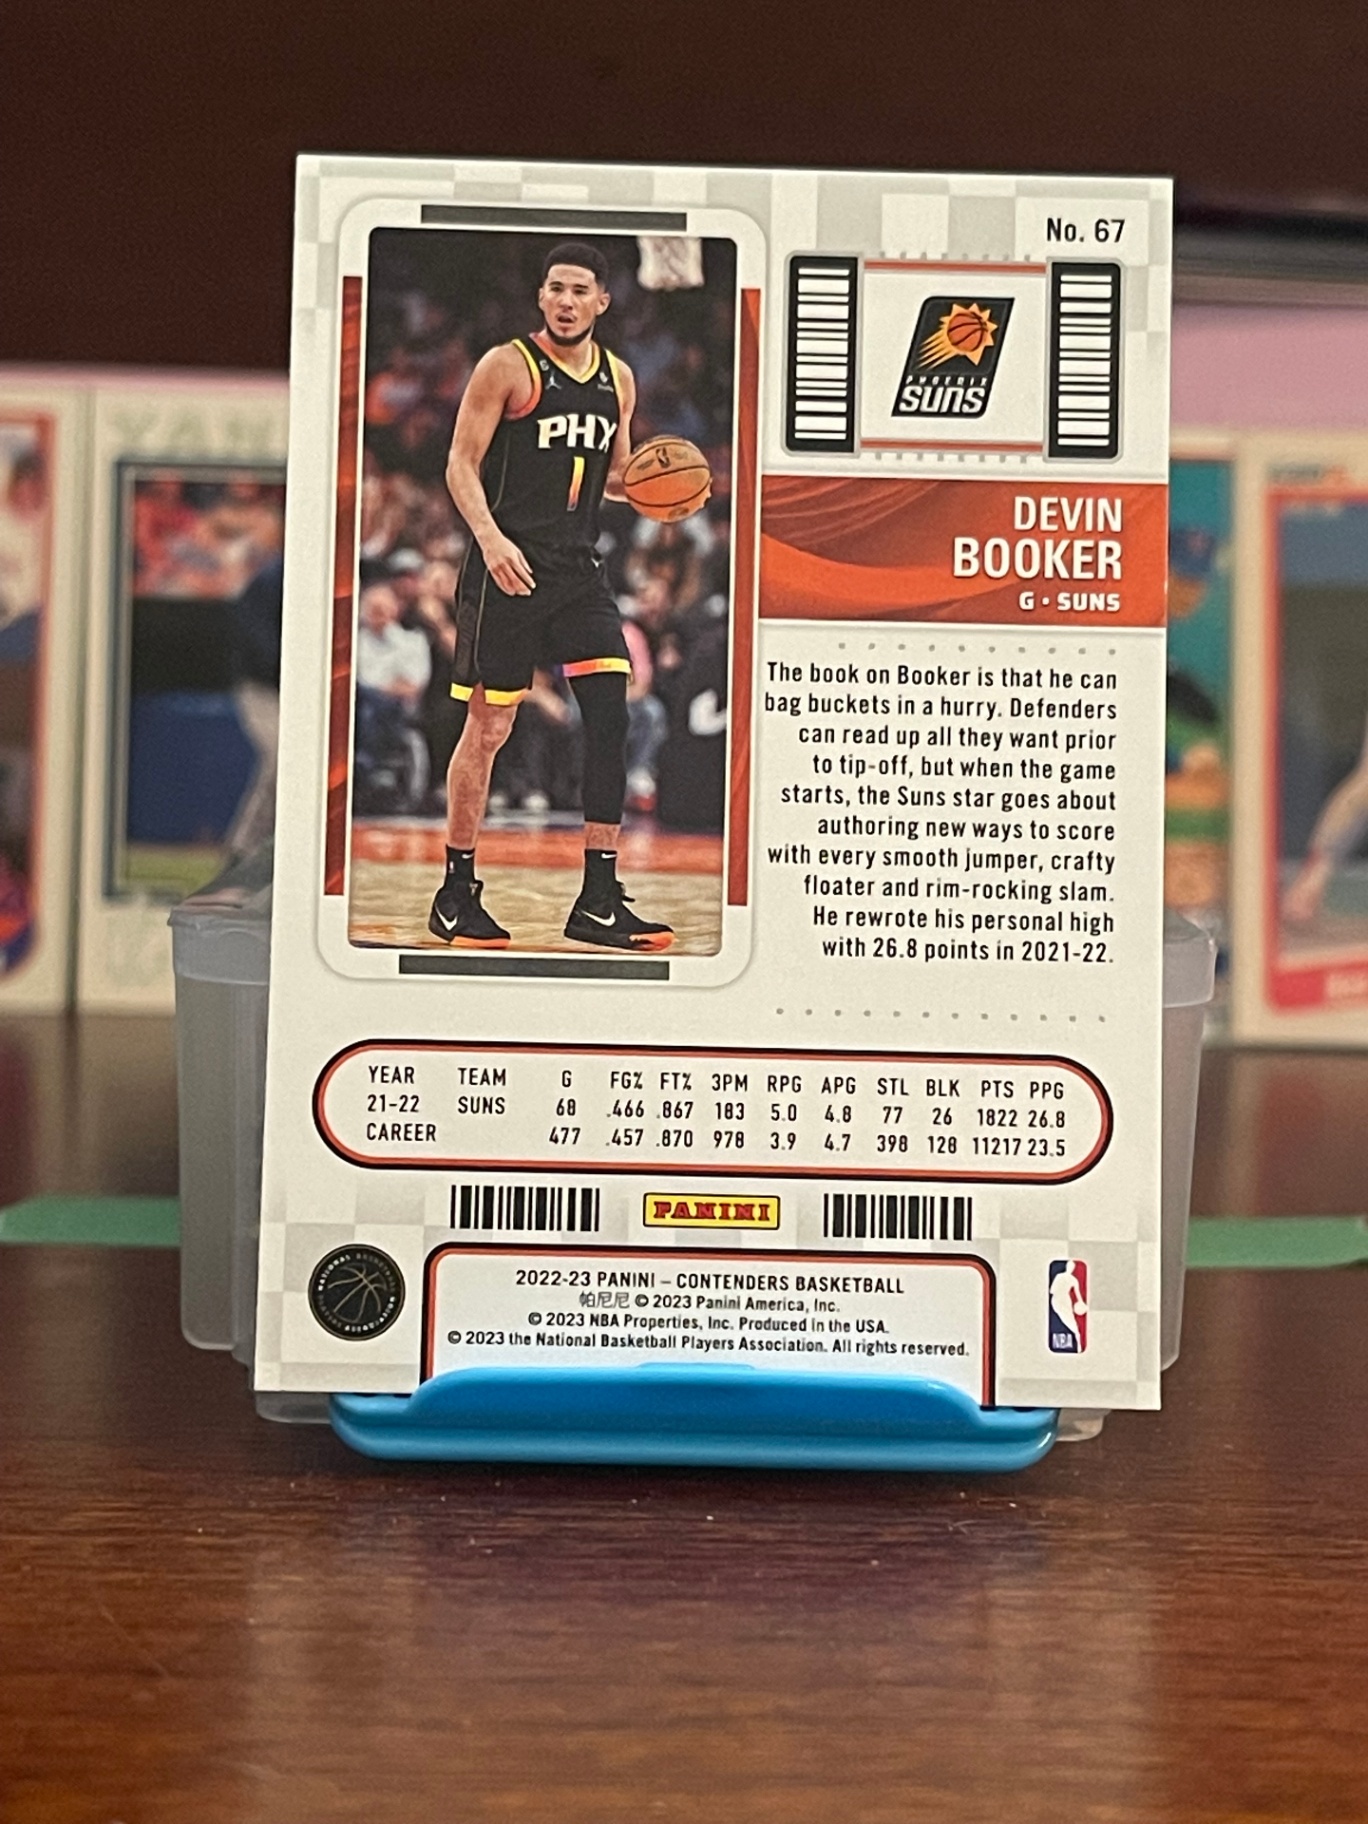 No. 67
PHX
1
PHOENIX
SUNS
DEVIN
BOOKER
G • SUNS
The book on Booker is that he can
bag buckets in a hurry. Defenders
can read up all they want prior
to tip-off, but when the game
starts, the Suns star goes about
authoring new ways to score
with every smooth jumper, crafty
floater and rim-rocking slam.
He rewrote his personal high
with 26.8 points in 2021-22.
YEAR TEAM G FG% FT% 3PM RPG APG STL BLK PTS PPG
21-22 SUNS 68 .466 .867 183 5.0 4.8 77 26 1822 26.8
CAREER 477 .457 .870 978 3.9 4.7 398 128 11217 23.5
PANINI
2022-23 PANINI – CONTENDERS BASKETBALL
帕尼尼 © 2023 Panini America, Inc.
© 2023 NBA Properties, Inc. Produced in the USA.
© 2023 the National Basketball Players Association. All rights reserved.
NATIONAL BASKETBALL
NBA